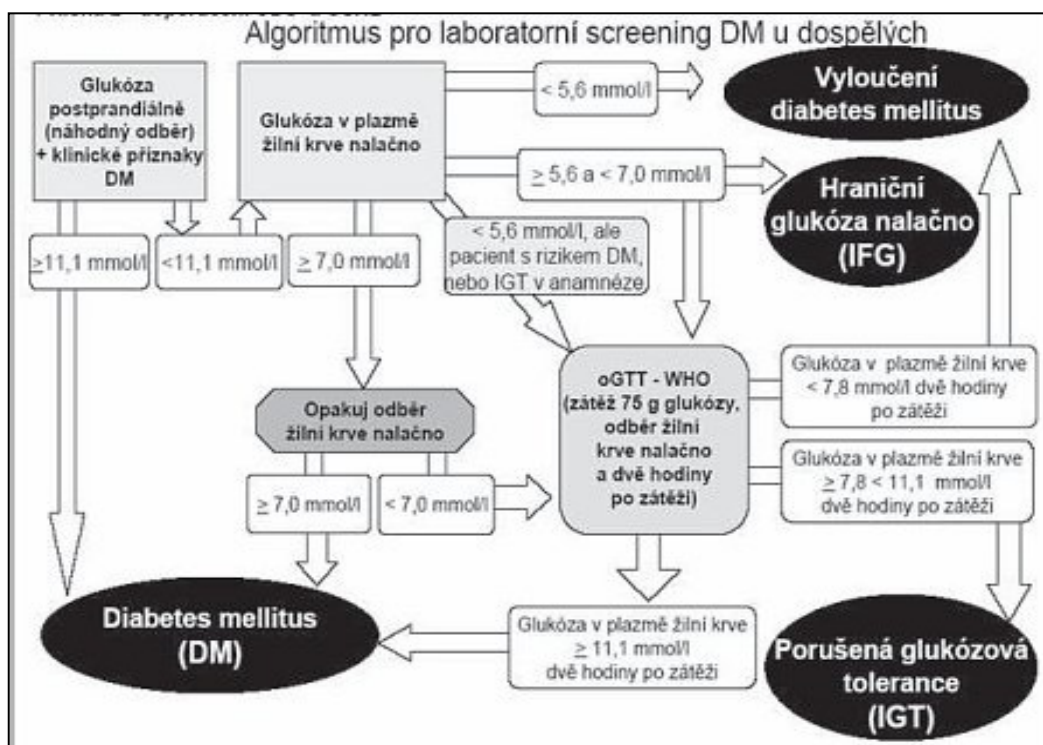 Algoritmus pro laboratorní screening DM u dospělých
Glukóza
postprandiálně
(náhodný odběr)
+ klinické příznaky
DM
Glukóza v plazmě
žilní krve nalačno
< 5,6 mmol/l
Vyloučení
diabetes mellitus
≥ 5,6 a < 7,0 mmol/l
Hraniční
glukóza nalačno
(IFG)
≥11,1 mmol/l
<11,1 mmol/l
≥ 7,0 mmol/l
< 5,6 mmol/l, ale
pacient s rizikem DM,
nebo IGT v anamnéze
oGTT - WHO
(zátěž 75 g glukózy,
odběr žilní
krve nalačno
a dvě hodiny
po zátěži)
Glukóza v plazmě žilní krve
< 7,8 mmol/l dvě hodiny
po zátěži
Opakuj odběr
žilní krve nalačno
Glukóza v plazmě žilní krve
≥ 7,8 < 11,1 mmol/l
dvě hodiny po zátěži
≥ 7,0 mmol/l
< 7,0 mmol/l
Diabetes mellitus
(DM)
Glukóza v plazmě žilní krve
≥ 11,1 mmol/l
dvě hodiny po zátěži
Porušená glukózová
tolerance
(IGT)